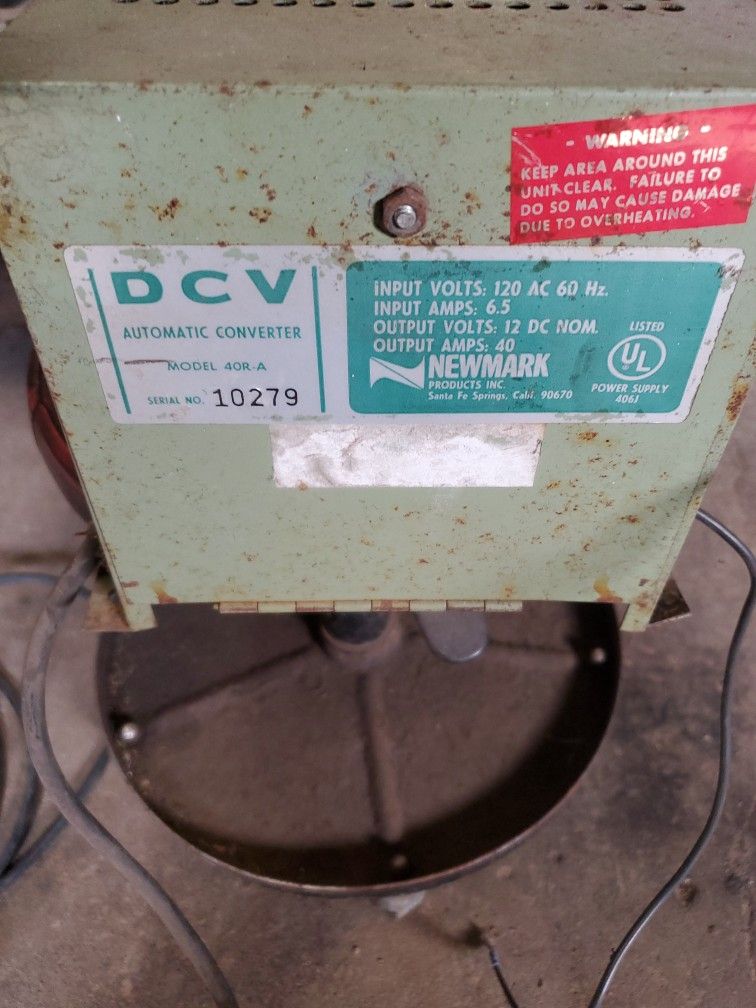 - WARNING -
KEEP AREA AROUND THIS
UNIT CLEAR. FAILURE TO
DO SO MAY CAUSE DAMAGE
DUE TO OVERHEATING.
DCV
AUTOMATIC CONVERTER
MODEL 40R-A
SERIAL NO. 10279
INPUT VOLTS: 120 AC 60 Hz.
INPUT AMPS: 6.5
OUTPUT VOLTS: 12 DC NOM.
OUTPUT AMPS: 40
NEWMARK
PRODUCTS INC.
Santa Fe Springs, Calif. 90670
LISTED
UL
POWER SUPPLY
406J